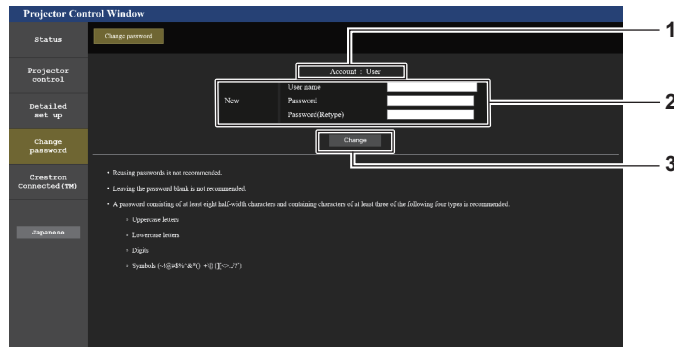 Projector Control Window
Status
Change password
1
Projector
control
Account : User
User name
New
Password
Password(Retype)
2
Detailed
set up
Change
password
Change
3
Crestron
Connected(TM)
• Reusing passwords is not recommended.
• Leaving the password blank is not recommended.
• A password consisting of at least eight half-width characters and containing characters of at least three of the following four types is recommended.
Japanese
Uppercase letters
Lowercase letters
Digits
Symbols